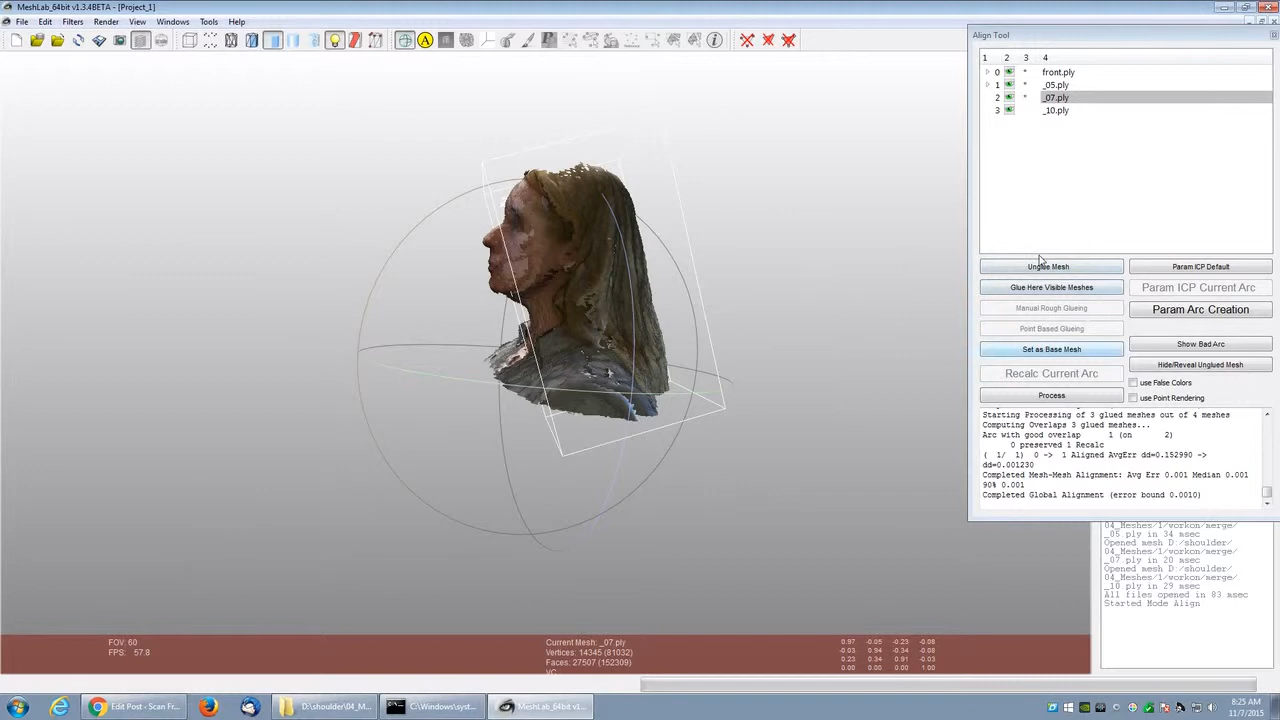 MeshLab_64bit v1.3.4BETA - [Project_1]
File Edit Filters Render View Windows Tools Help
Align Tool
1 2 3 4
0 * front.ply
1 * _05.ply
2 * _07.ply
3 _10.ply
Unglue Mesh
Param ICP Default
Glue Here Visible Meshes
Param ICP Current Arc
Manual Rough Glueing
Param Arc Creation
Point Based Glueing
Set as Base Mesh
Show Bad Arc
Recalc Current Arc
Hide/Reveal Unglued Mesh
use False Colors
Process
use Point Rendering
Starting Processing of 3 glued meshes out of 4 meshes
Computing Overlaps 3 glued meshes...
Arc with good overlap 1 (on 2)
0 preserved 1 Recalc
( 1/ 1) 0 -> 1 Aligned AvgErr dd=0.152990 ->
dd=0.001230
Completed Mesh-Mesh Alignment: Avg Err 0.001 Median 0.001
90% 0.001
Completed Global Alignment (error bound 0.0010)
04_Meshes/1/workon/merge/
_05.ply in 34 msec
Opened mesh D:/shoulder/
04_Meshes/1/workon/merge/
_07.ply in 20 msec
Opened mesh D:/shoulder/
04_Meshes/1/workon/merge/
_10.ply in 29 msec
All files opened in 83 msec
Started Mode Align
FOV: 60
FPS: 57.8
Current Mesh: _07.ply
Vertices: 14345 (81032)
Faces: 27507 (152309)
VC
0.97 -0.05 -0.23 -0.08
-0.03 0.94 -0.34 -0.08
0.23 0.34 0.91 -0.03
0.00 0.00 0.00 1.00
Edit Post ‹ Scan Fr...
D:\shoulder\04_M...
C:\Windows\syst...
MeshLab_64bit v1...
8:25 AM
11/7/2015